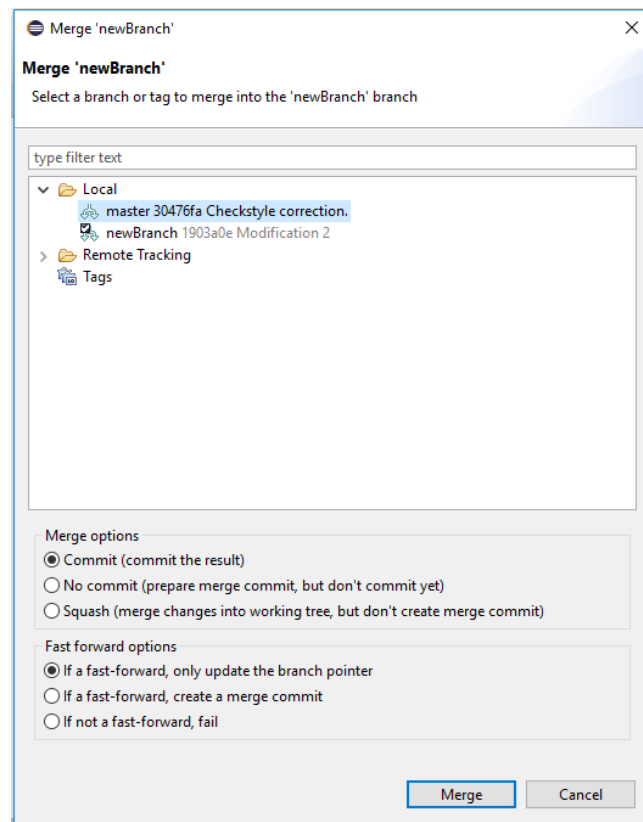 Merge 'newBranch'
Merge 'newBranch'
Select a branch or tag to merge into the 'newBranch' branch
type filter text
Local
master 30476fa Checkstyle correction.
newBranch 1903a0e Modification 2
Remote Tracking
Tags
Merge options
Commit (commit the result)
No commit (prepare merge commit, but don't commit yet)
Squash (merge changes into working tree, but don't create merge commit)
Fast forward options
If a fast-forward, only update the branch pointer
If a fast-forward, create a merge commit
If not a fast-forward, fail
Merge Cancel